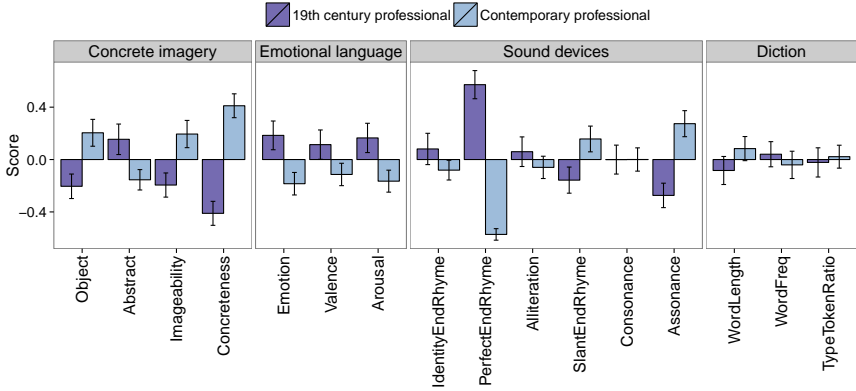 19th century professional Contemporary professional
Concrete imagery Emotional language Sound devices Diction
Score
0.4
0.0
−0.4
Object
Abstract
Imageability
Concreteness
Emotion
Valence
Arousal
IdentityEndRhyme
PerfectEndRhyme
Alliteration
SlantEndRhyme
Consonance
Assonance
WordLength
WordFreq
TypeTokenRatio